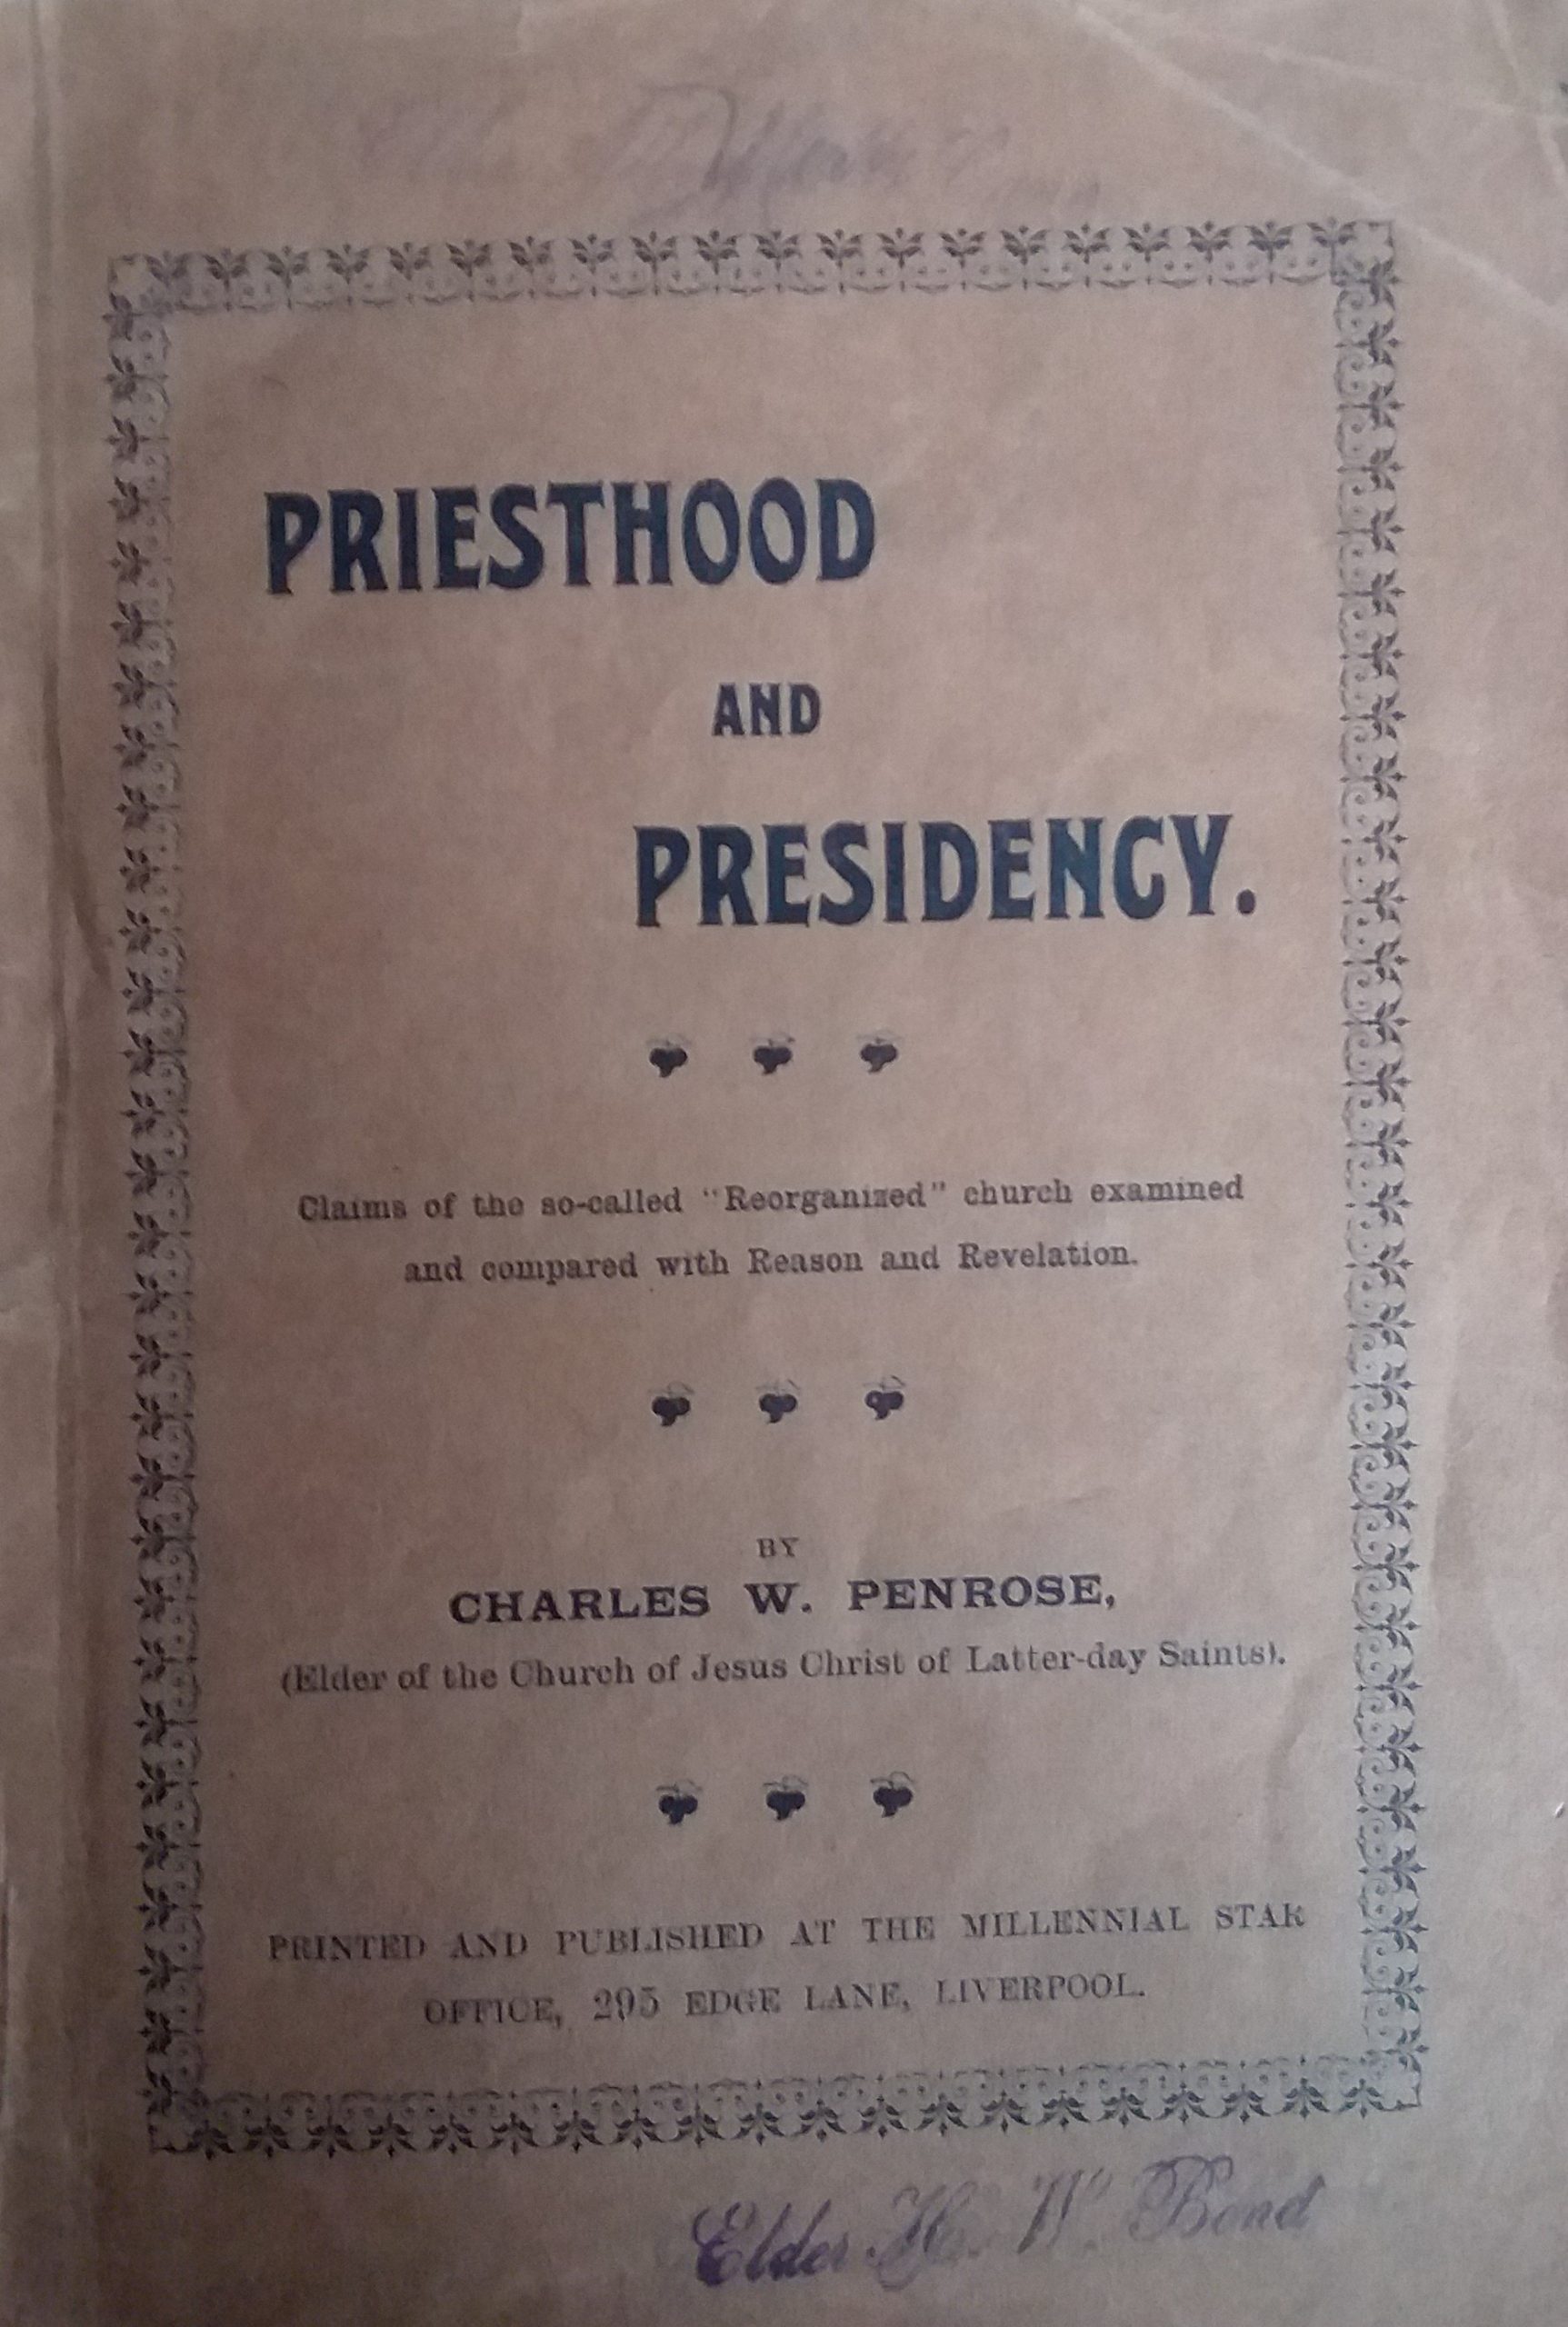 PRIESTHOOD
AND
PRESIDENCY.
Claims of the so-called "Reorganized" church examined
and compared with Reason and Revelation.
BY
CHARLES W. PENROSE,
(Elder of the Church of Jesus Christ of Latter-day Saints).
PRINTED AND PUBLISHED AT THE MILLENNIAL STAR
OFFICE, 295 EDGE LANE, LIVERPOOL.
Elder H. W. Bond